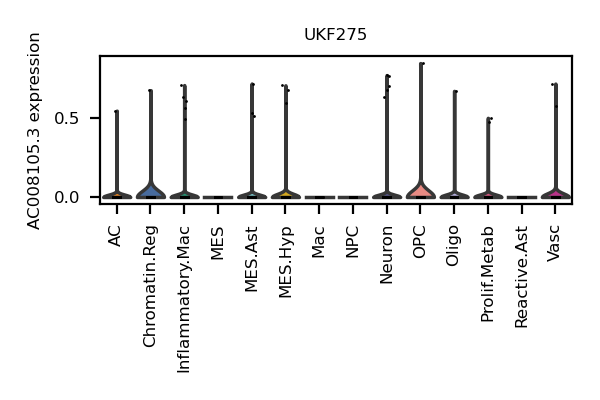 UKF275
AC008105.3 expression
0.5
0.0
AC
Chromatin.Reg
Inflammatory.Mac
MES
MES.Ast
MES.Hyp
Mac
NPC
Neuron
OPC
Oligo
Prolif.Metab
Reactive.Ast
Vasc